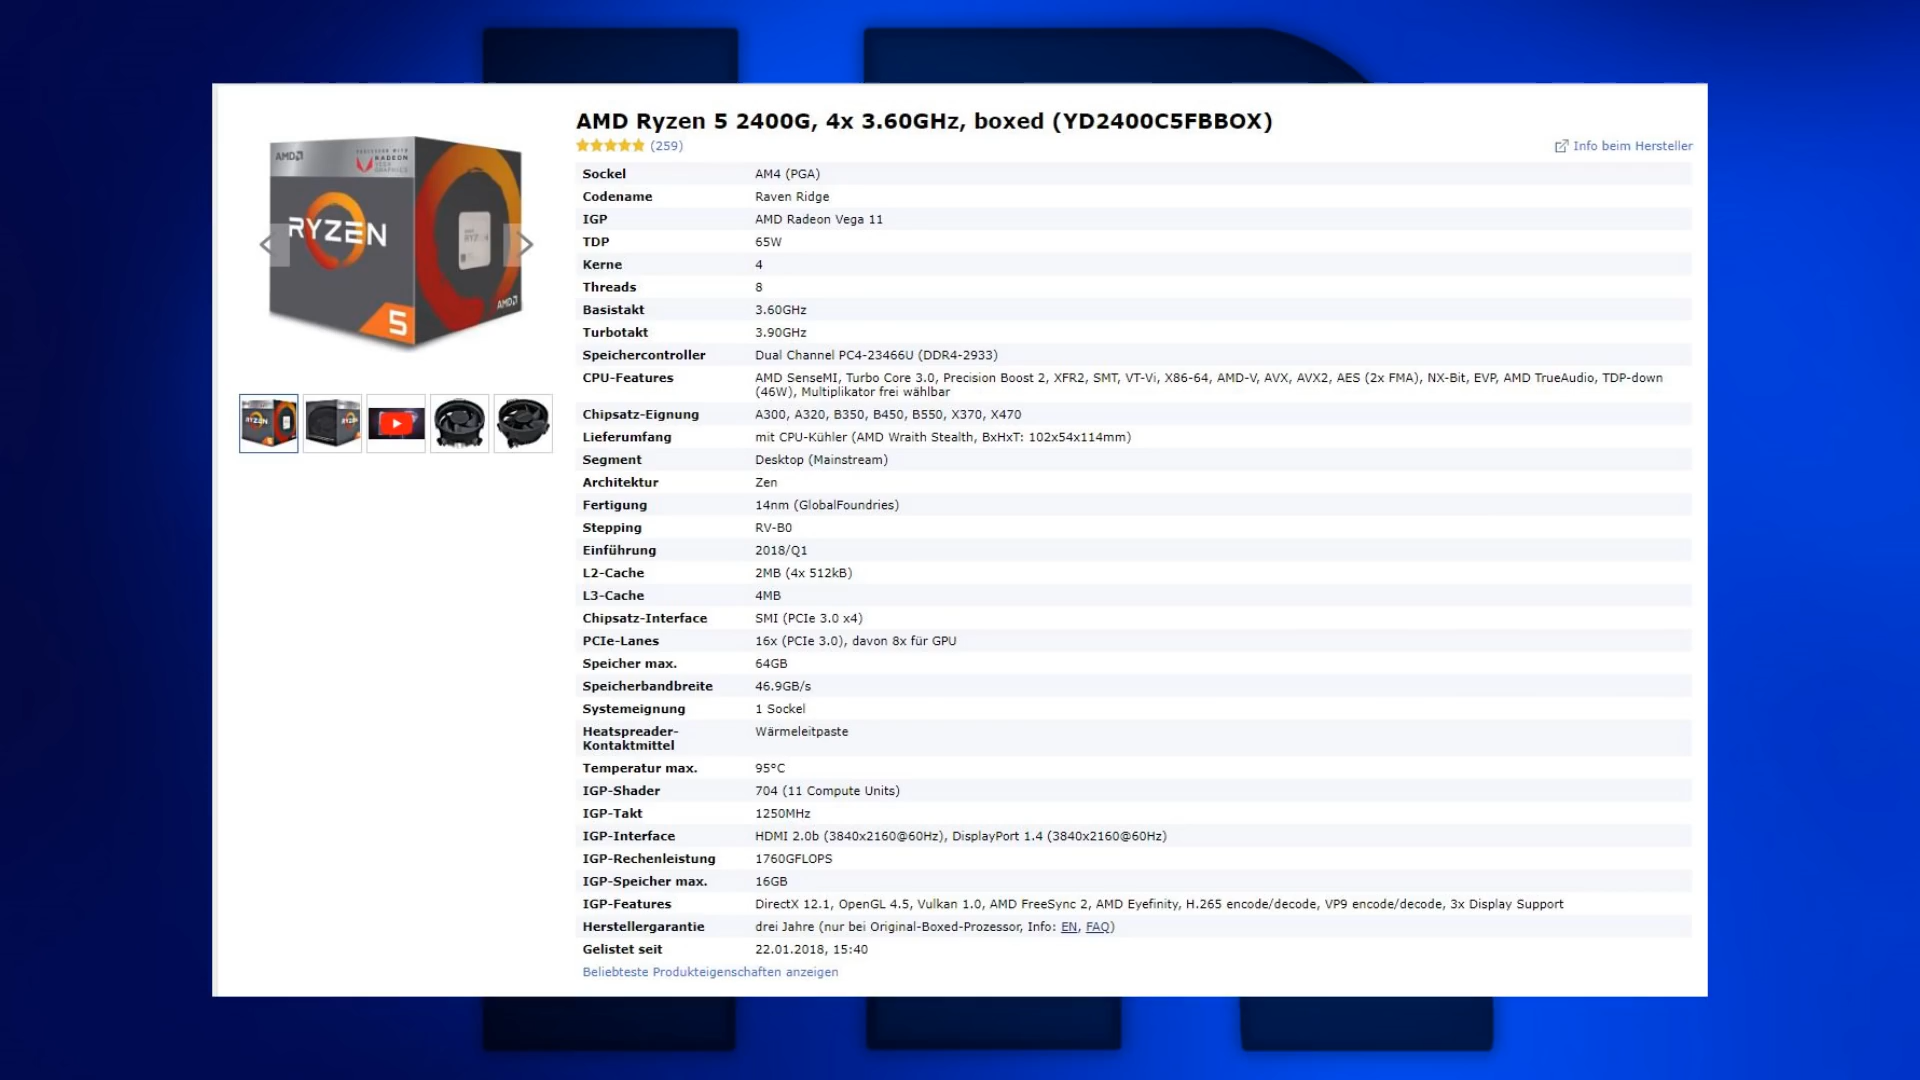 AMD Ryzen 5 2400G, 4x 3.60GHz, boxed (YD2400C5FBBOX)
(259)
Info beim Hersteller
AMD
RADEON
RYZEN
5
AMD
Sockel AM4 (PGA)
Codename Raven Ridge
IGP AMD Radeon Vega 11
TDP 65W
Kerne 4
Threads 8
Basistakt 3.60GHz
Turbotakt 3.90GHz
Speichercontroller Dual Channel PC4-23466U (DDR4-2933)
CPU-Features AMD SenseMI, Turbo Core 3.0, Precision Boost 2, XFR2, SMT, VT-Vi, X86-64, AMD-V, AVX, AVX2, AES (2x FMA), NX-Bit, EVP, AMD TrueAudio, TDP-down
(46W), Multiplikator frei wählbar
Chipsatz-Eignung A300, A320, B350, B450, B550, X370, X470
Lieferumfang mit CPU-Kühler (AMD Wraith Stealth, BxHxT: 102x54x114mm)
Segment Desktop (Mainstream)
Architektur Zen
Fertigung 14nm (GlobalFoundries)
Stepping RV-B0
Einführung 2018/Q1
L2-Cache 2MB (4x 512kB)
L3-Cache 4MB
Chipsatz-Interface SMI (PCIe 3.0 x4)
PCIe-Lanes 16x (PCIe 3.0), davon 8x für GPU
Speicher max. 64GB
Speicherbandbreite 46.9GB/s
Systemeignung 1 Sockel
Heatspreader- Wärmeleitpaste
Kontaktmittel
Temperatur max. 95°C
IGP-Shader 704 (11 Compute Units)
IGP-Takt 1250MHz
IGP-Interface HDMI 2.0b (3840x2160@60Hz), DisplayPort 1.4 (3840x2160@60Hz)
IGP-Rechenleistung 1760GFLOPS
IGP-Speicher max. 16GB
IGP-Features DirectX 12.1, OpenGL 4.5, Vulkan 1.0, AMD FreeSync 2, AMD Eyefinity, H.265 encode/decode, VP9 encode/decode, 3x Display Support
Herstellergarantie drei Jahre (nur bei Original-Boxed-Prozessor, Info: EN, FAQ)
Gelistet seit 22.01.2018, 15:40
Beliebteste Produkteigenschaften anzeigen